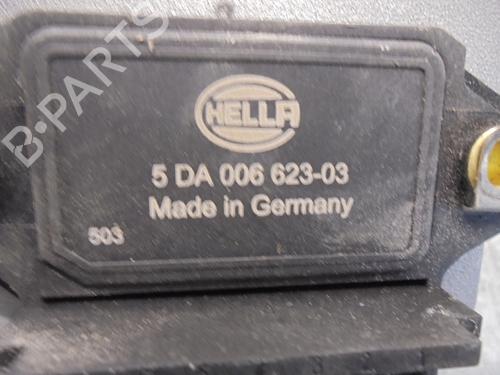 B-PARTS
HELLA
5 DA 006 623-03
Made in Germany
503